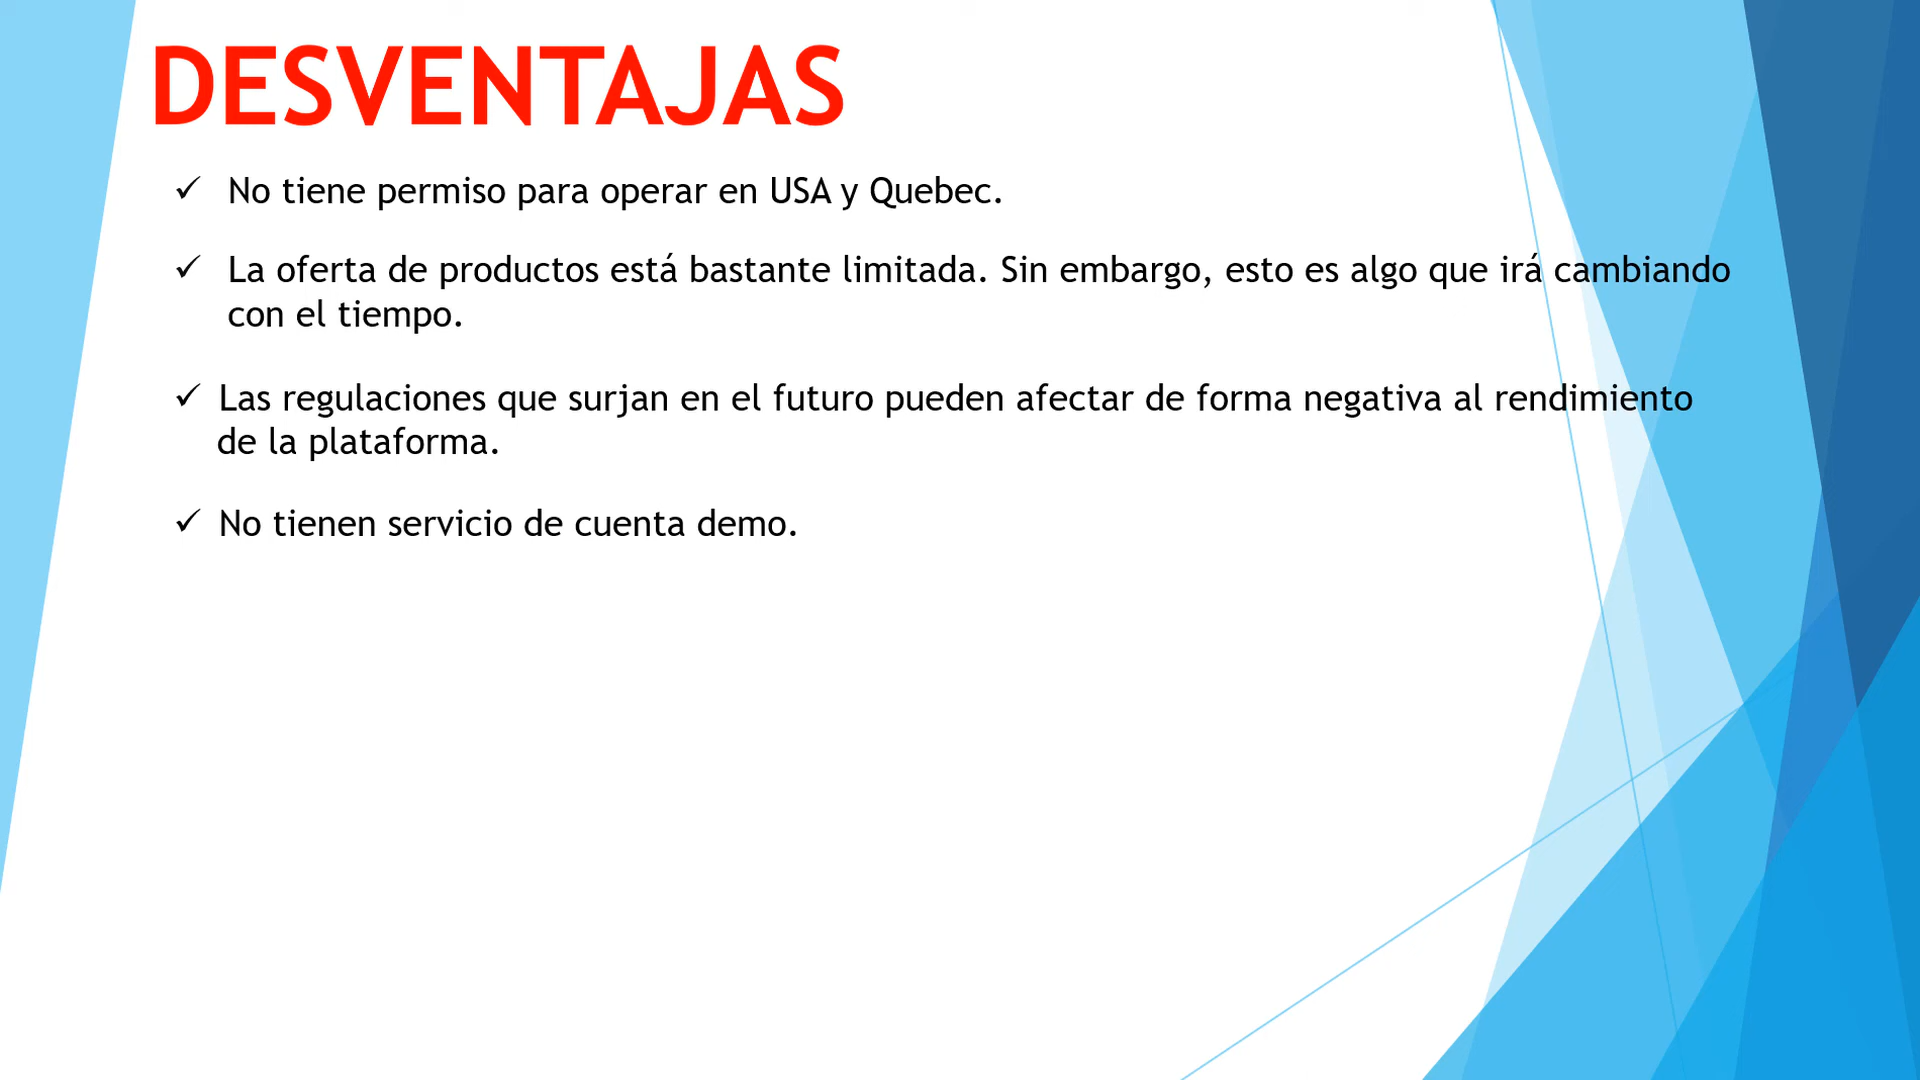 DESVENTAJAS
✓ No tiene permiso para operar en USA y Quebec.
✓ La oferta de productos está bastante limitada. Sin embargo, esto es algo que irá cambiando
con el tiempo.
✓ Las regulaciones que surjan en el futuro pueden afectar de forma negativa al rendimiento
de la plataforma.
✓ No tienen servicio de cuenta demo.